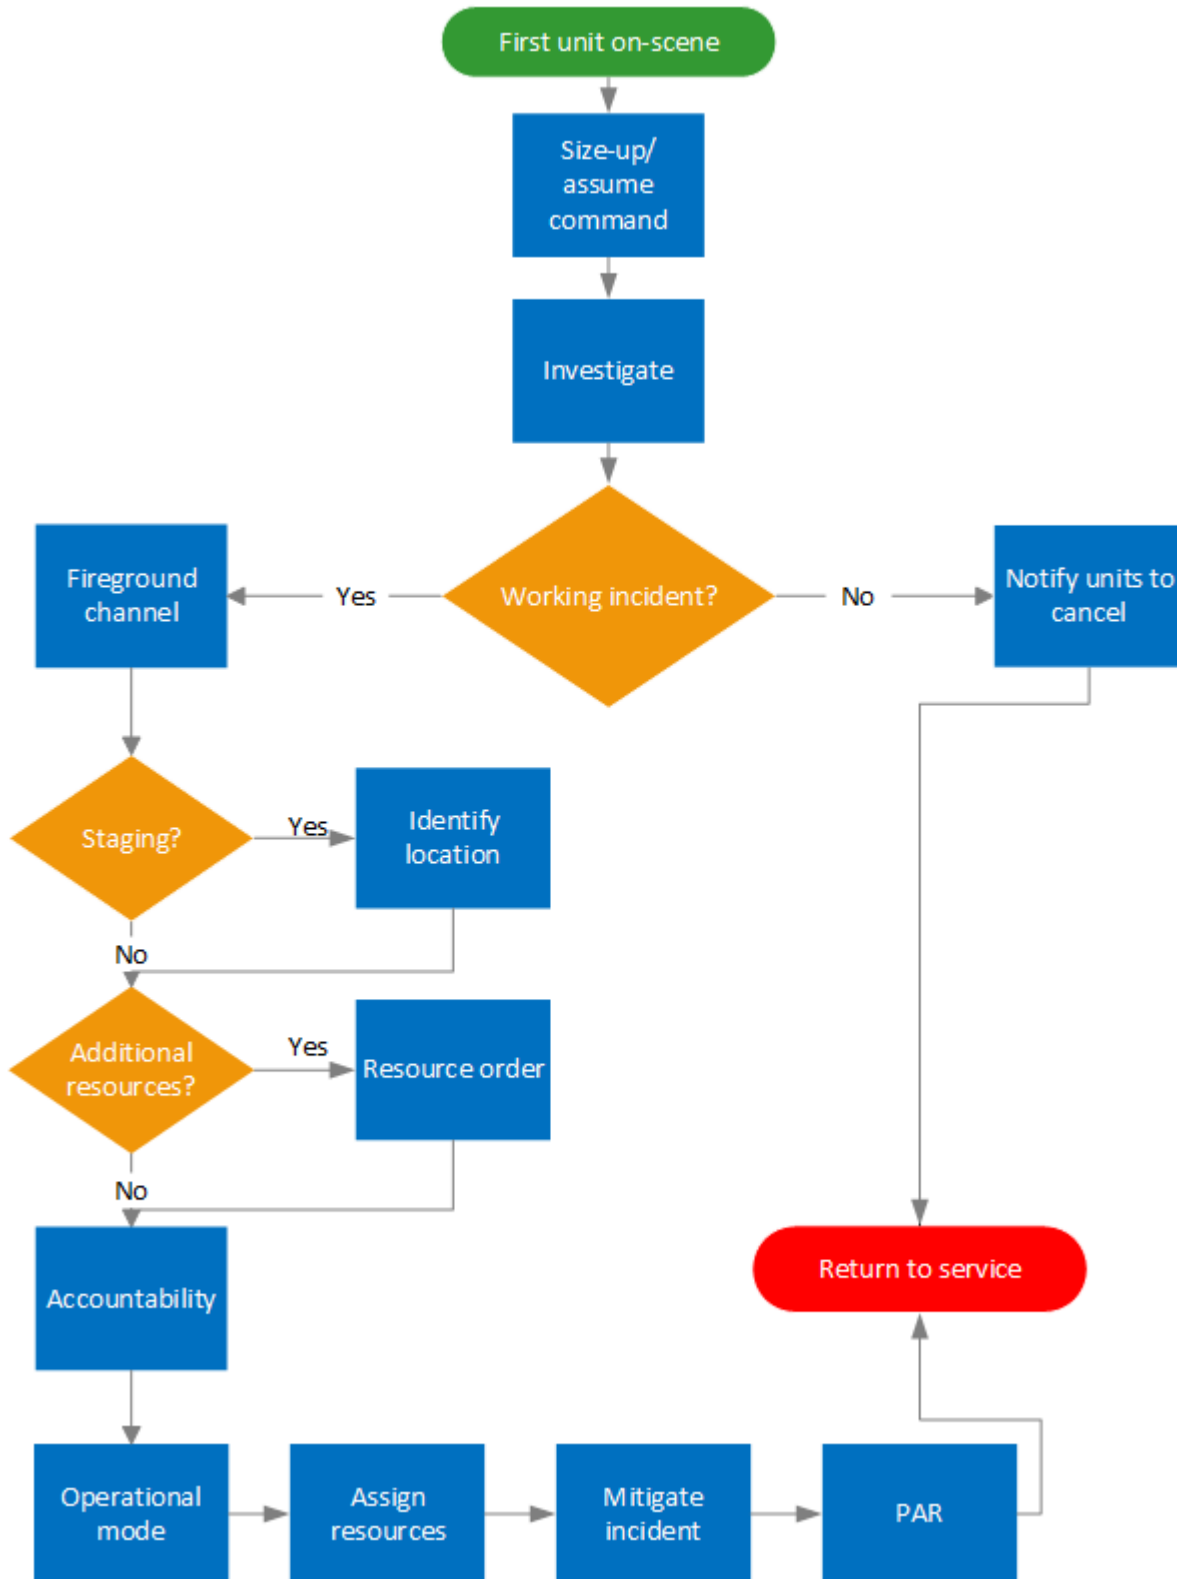 First unit on-scene
Size-up/
assume
command
Investigate
Working incident?
Yes
No
Fireground
channel
Notify units to
cancel
Staging?
Yes
Identify
location
No
Additional
resources?
Yes
Resource order
No
Accountability
Return to service
Operational
mode
Assign
resources
Mitigate
incident
PAR